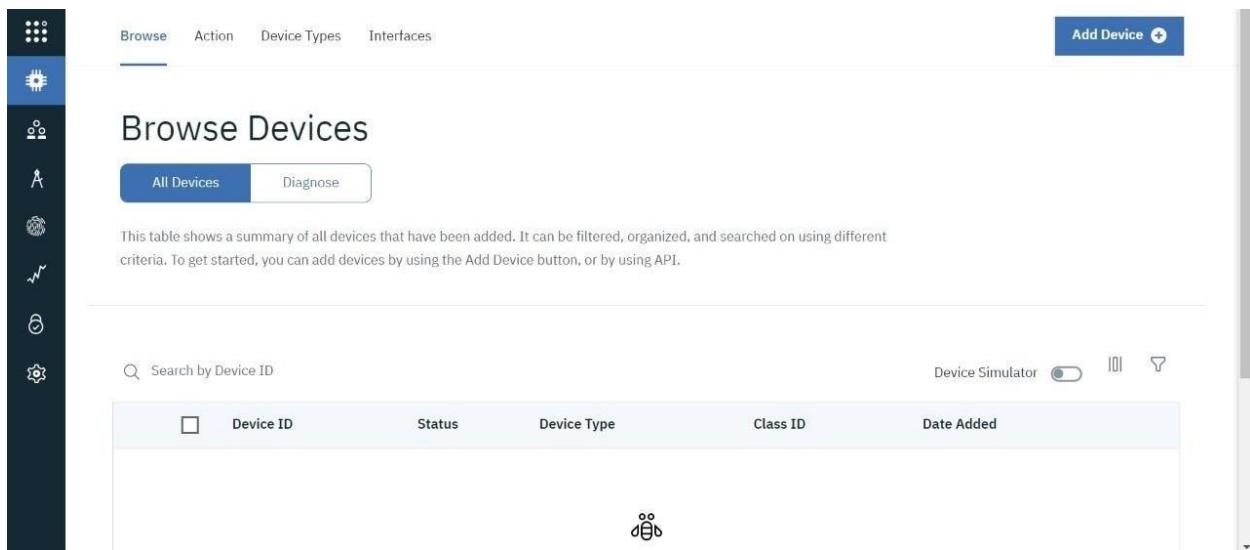 Browse Action Device Types Interfaces
Add Device
Browse Devices
All Devices Diagnose
This table shows a summary of all devices that have been added. It can be filtered, organized, and searched on using different
criteria. To get started, you can add devices by using the Add Device button, or by using API.
Search by Device ID
Device Simulator
Device ID Status Device Type Class ID Date Added